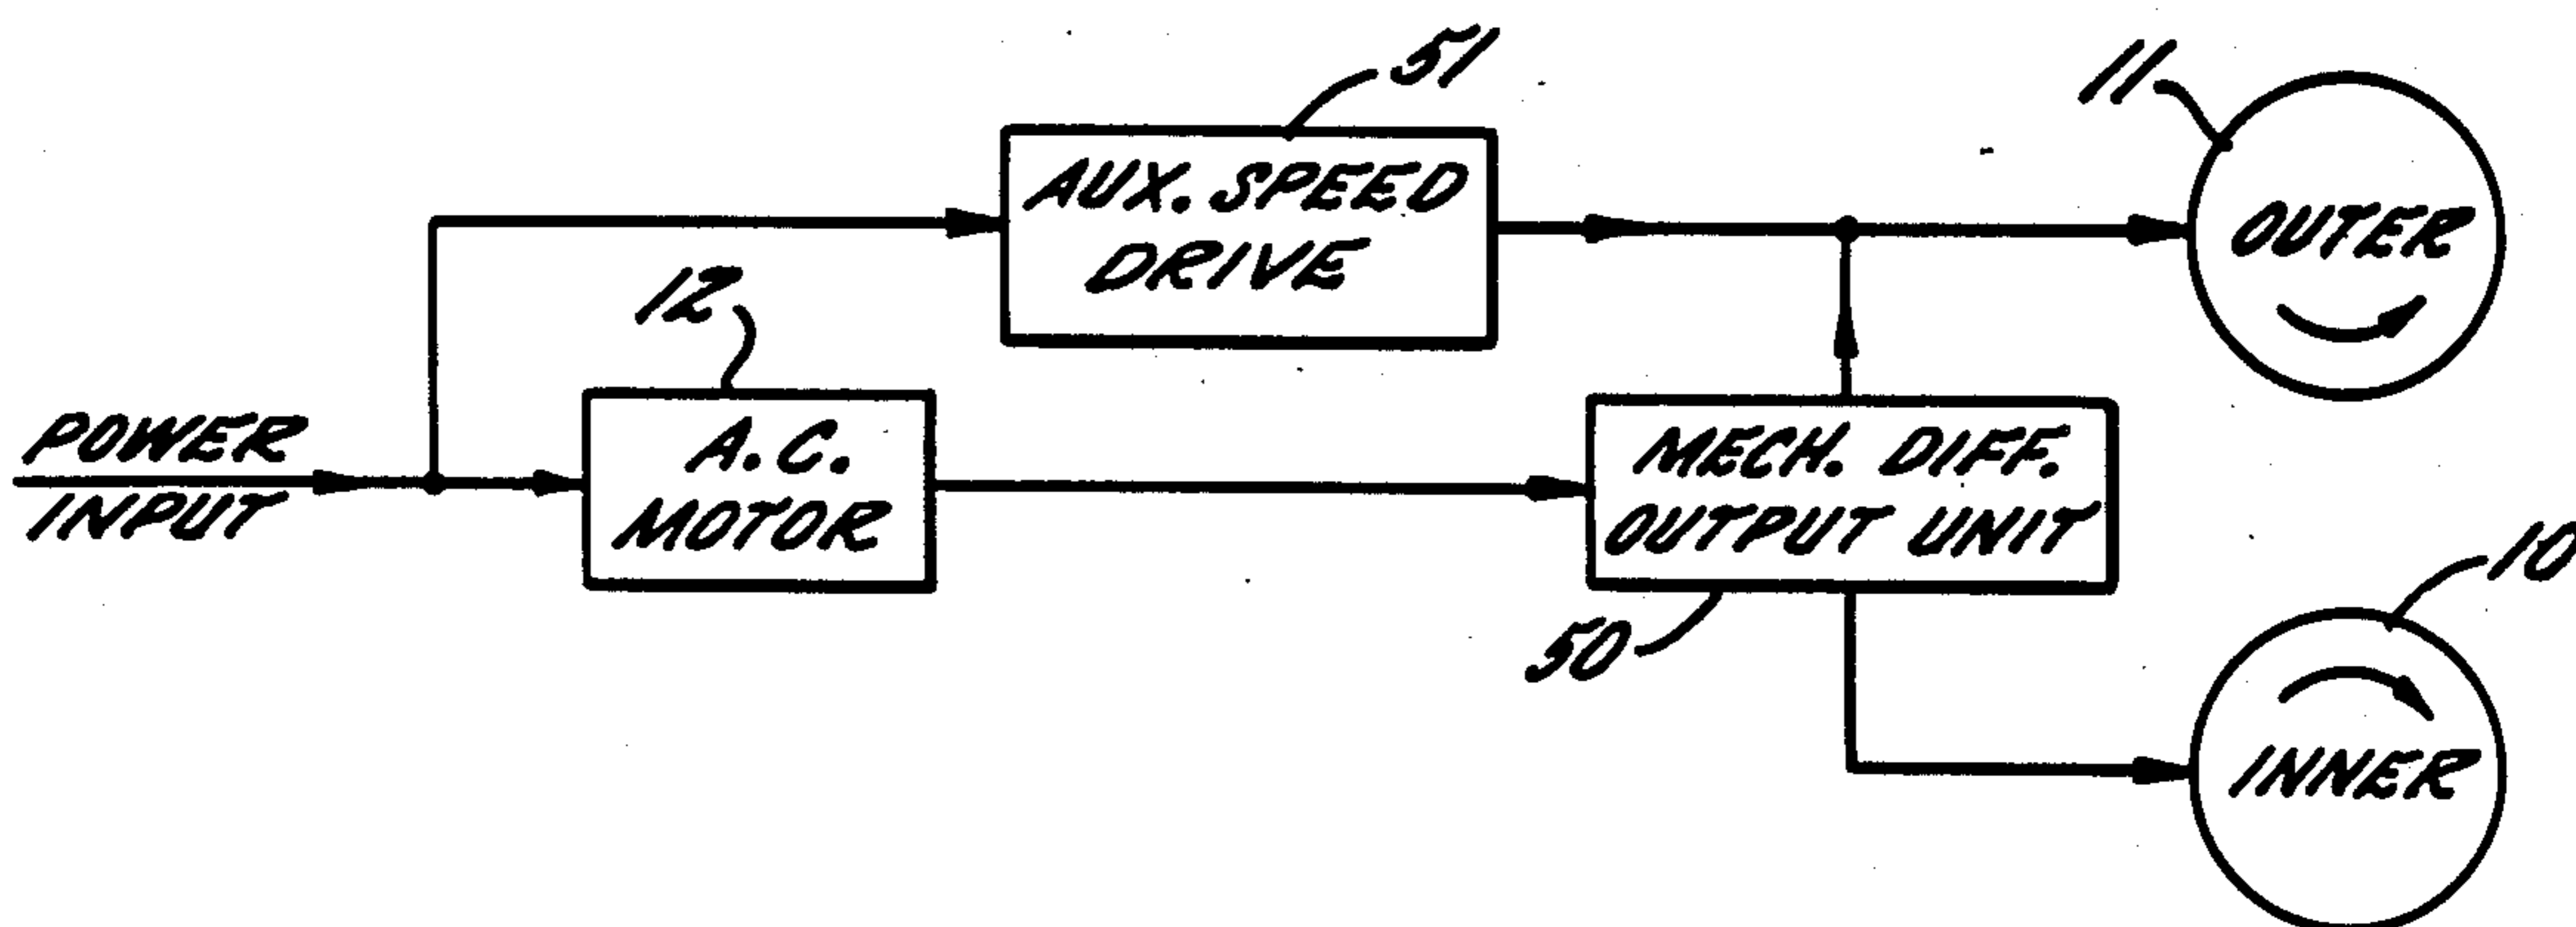 51
11
AUX. SPEED
DRIVE
OUTER
12
POWER
INPUT
A.C.
MOTOR
MECH. DIFF.
OUTPUT UNIT
50
10
INNER